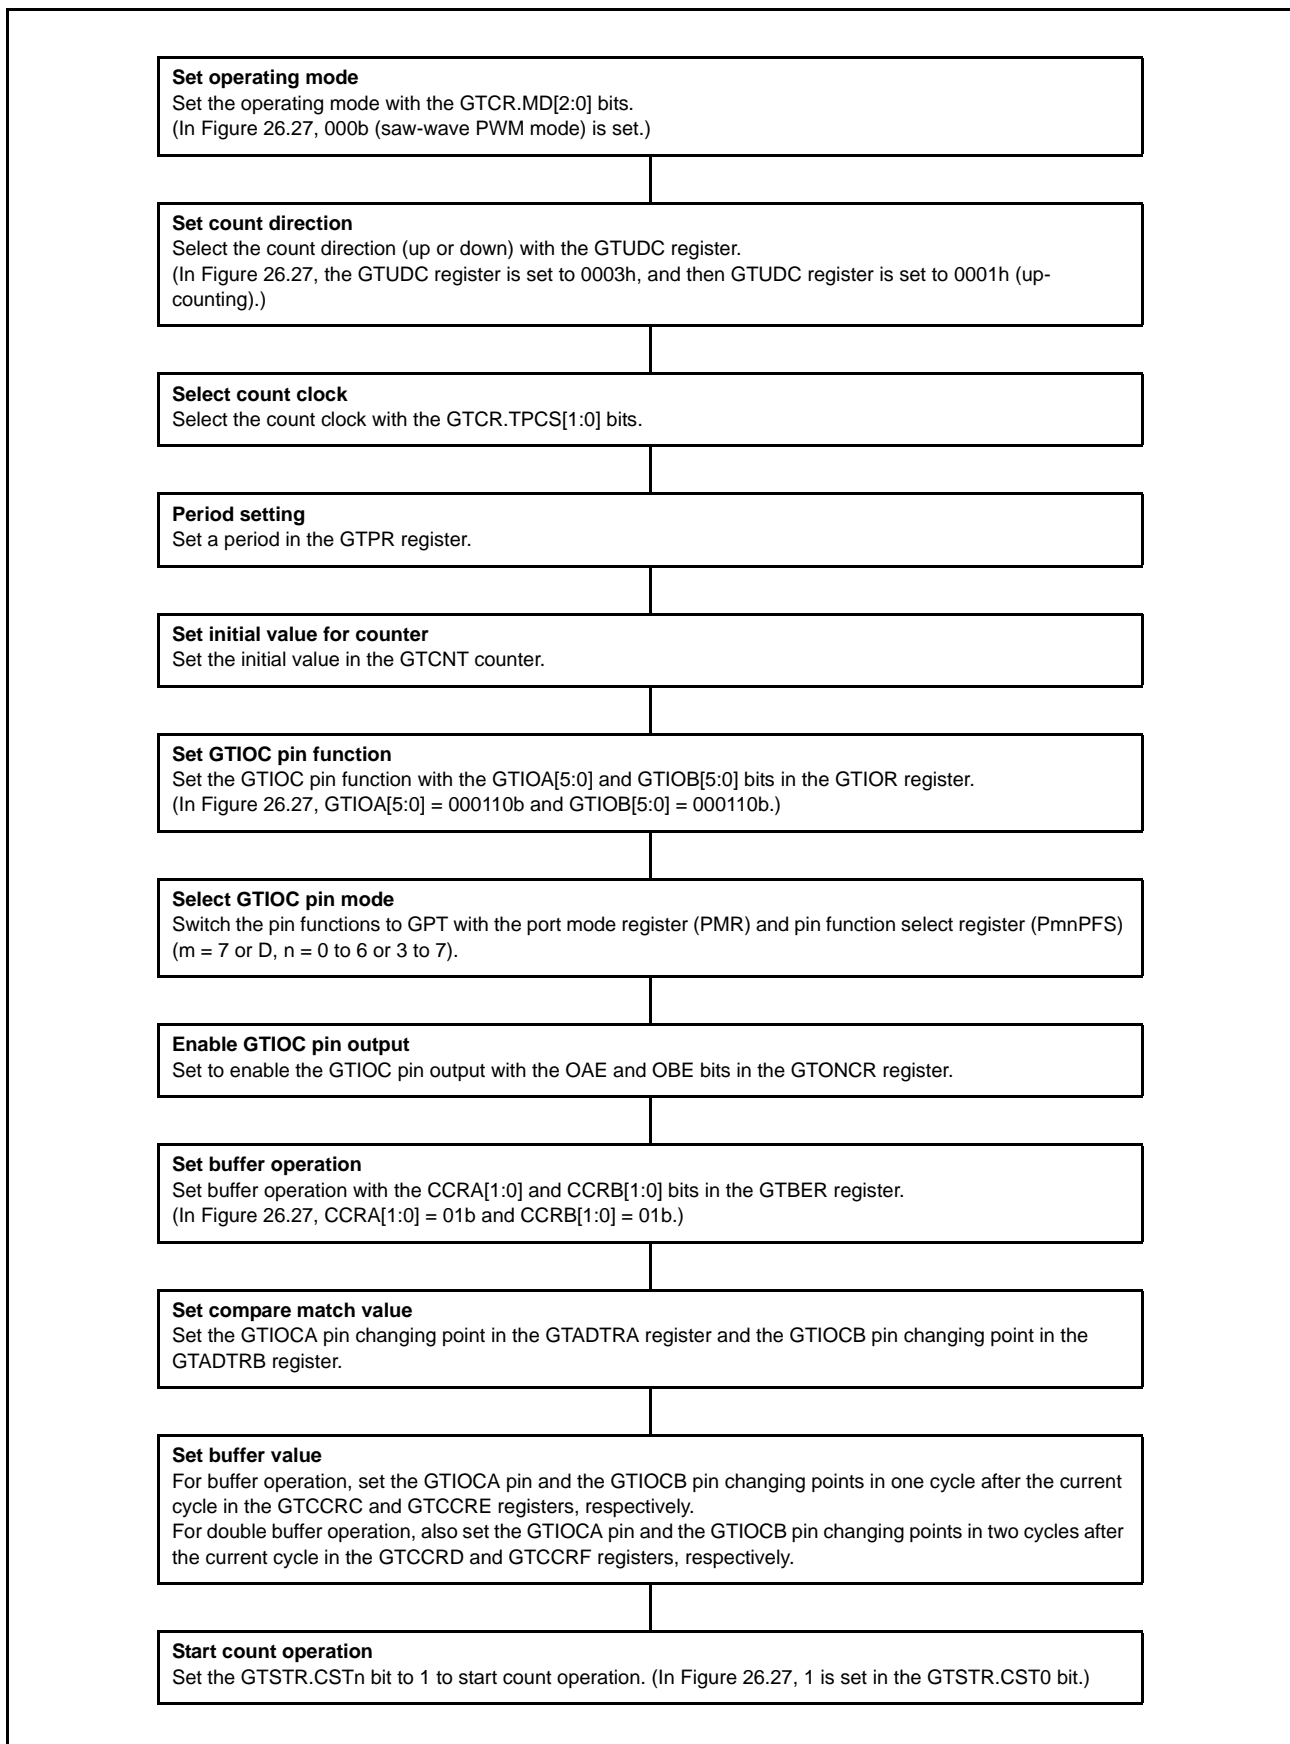 Set operating mode
Set the operating mode with the GTCR.MD[2:0] bits.
(In Figure 26.27, 000b (saw-wave PWM mode) is set.)
Set count direction
Select the count direction (up or down) with the GTUDC register.
(In Figure 26.27, the GTUDC register is set to 0003h, and then GTUDC register is set to 0001h (up-
counting).)
Select count clock
Select the count clock with the GTCR.TPCS[1:0] bits.
Period setting
Set a period in the GTPR register.
Set initial value for counter
Set the initial value in the GTCNT counter.
Set GTIOC pin function
Set the GTIOC pin function with the GTIOA[5:0] and GTIOB[5:0] bits in the GTIOR register.
(In Figure 26.27, GTIOA[5:0] = 000110b and GTIOB[5:0] = 000110b.)
Select GTIOC pin mode
Switch the pin functions to GPT with the port mode register (PMR) and pin function select register (PmnPFS)
(m = 7 or D, n = 0 to 6 or 3 to 7).
Enable GTIOC pin output
Set to enable the GTIOC pin output with the OAE and OBE bits in the GTONCR register.
Set buffer operation
Set buffer operation with the CCRA[1:0] and CCRB[1:0] bits in the GTBER register.
(In Figure 26.27, CCRA[1:0] = 01b and CCRB[1:0] = 01b.)
Set compare match value
Set the GTIOCA pin changing point in the GTADTRA register and the GTIOCB pin changing point in the
GTADTRB register.
Set buffer value
For buffer operation, set the GTIOCA pin and the GTIOCB pin changing points in one cycle after the current
cycle in the GTCCRC and GTCCRE registers, respectively.
For double buffer operation, also set the GTIOCA pin and the GTIOCB pin changing points in two cycles after
the current cycle in the GTCCRD and GTCCRF registers, respectively.
Start count operation
Set the GTSTR.CSTn bit to 1 to start count operation. (In Figure 26.27, 1 is set in the GTSTR.CST0 bit.)